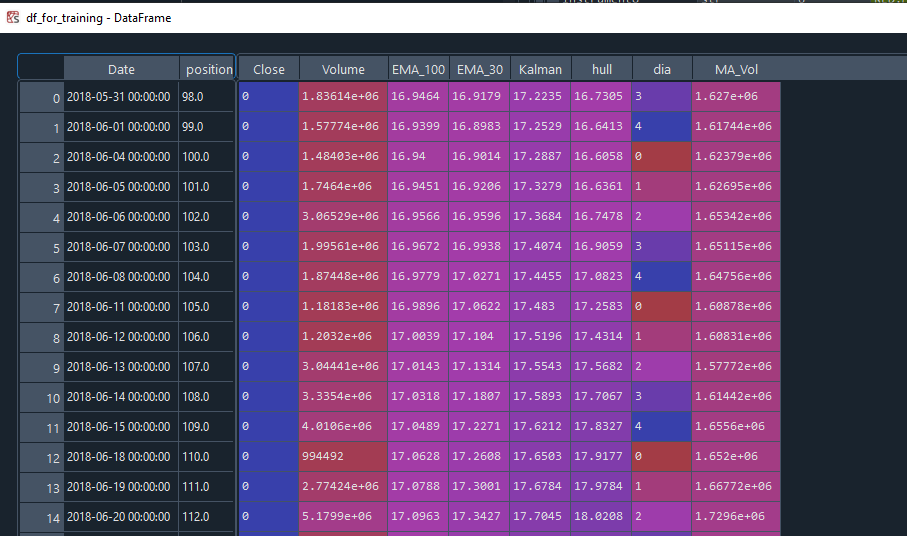 df_for_training - DataFrame
Date position Close Volume EMA_100 EMA_30 Kalman hull dia MA_Vol
0 2018-05-31 00:00:00 98.0 0 1.83614e+06 16.9464 16.9179 17.2235 16.7305 3 1.627e+06
1 2018-06-01 00:00:00 99.0 0 1.57774e+06 16.9399 16.8983 17.2529 16.6413 4 1.61744e+06
2 2018-06-04 00:00:00 100.0 0 1.48403e+06 16.94 16.9014 17.2887 16.6058 0 1.62379e+06
3 2018-06-05 00:00:00 101.0 0 1.7464e+06 16.9451 16.9206 17.3279 16.6361 1 1.62695e+06
4 2018-06-06 00:00:00 102.0 0 3.06529e+06 16.9566 16.9596 17.3684 16.7478 2 1.65342e+06
5 2018-06-07 00:00:00 103.0 0 1.99561e+06 16.9672 16.9938 17.4074 16.9059 3 1.65115e+06
6 2018-06-08 00:00:00 104.0 0 1.87448e+06 16.9779 17.0271 17.4455 17.0823 4 1.64756e+06
7 2018-06-11 00:00:00 105.0 0 1.18183e+06 16.9896 17.0622 17.483 17.2583 0 1.60878e+06
8 2018-06-12 00:00:00 106.0 0 1.2032e+06 17.0039 17.104 17.5196 17.4314 1 1.60831e+06
9 2018-06-13 00:00:00 107.0 0 3.04441e+06 17.0143 17.1314 17.5543 17.5682 2 1.57772e+06
10 2018-06-14 00:00:00 108.0 0 3.3354e+06 17.0318 17.1807 17.5893 17.7067 3 1.61442e+06
11 2018-06-15 00:00:00 109.0 0 4.0106e+06 17.0489 17.2271 17.6212 17.8327 4 1.6556e+06
12 2018-06-18 00:00:00 110.0 0 994492 17.0628 17.2608 17.6503 17.9177 0 1.652e+06
13 2018-06-19 00:00:00 111.0 0 2.77424e+06 17.0788 17.3001 17.6784 17.9784 1 1.66772e+06
14 2018-06-20 00:00:00 112.0 0 5.1799e+06 17.0963 17.3427 17.7045 18.0208 2 1.7296e+06